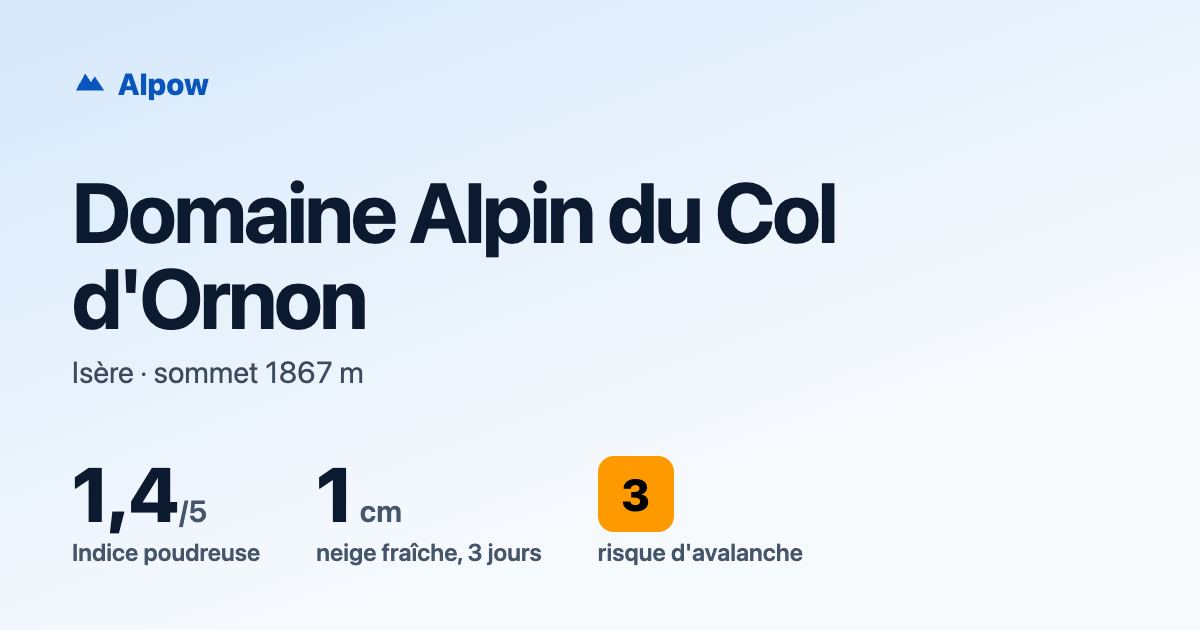 Alpow
Domaine Alpin du Col
d'Ornon
Isère · sommet 1867 m
1,4/5
Indice poudreuse
1 cm
neige fraîche, 3 jours
3
risque d'avalanche